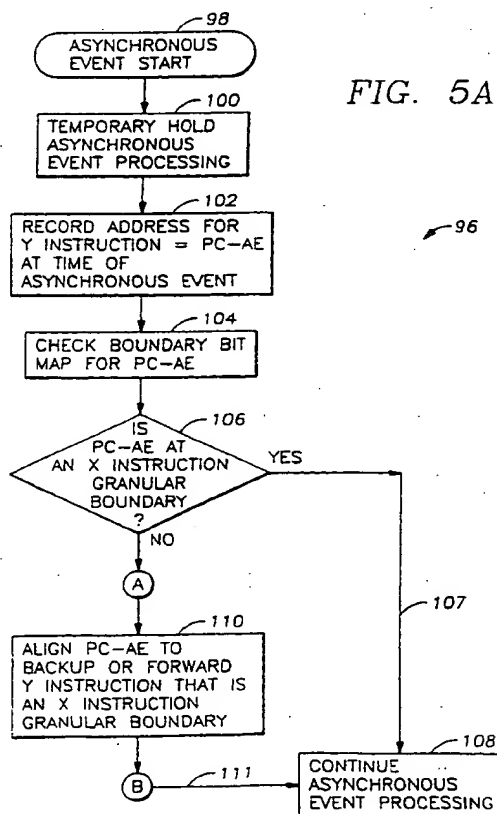 98
ASYNCHRONOUS
EVENT START
FIG. 5A
100
TEMPORARY HOLD
ASYNCHRONOUS
EVENT PROCESSING
102
RECORD ADDRESS FOR
Y INSTRUCTION = PC-AE
AT TIME OF
ASYNCHRONOUS EVENT
96
104
CHECK BOUNDARY BIT
MAP FOR PC-AE
106
IS
PC-AE AT
AN X INSTRUCTION
GRANULAR
BOUNDARY
?
YES
NO
A
107
110
ALIGN PC-AE TO
BACKUP OR FORWARD
Y INSTRUCTION THAT IS
AN X INSTRUCTION
GRANULAR BOUNDARY
B
111
108
CONTINUE
ASYNCHRONOUS
EVENT PROCESSING